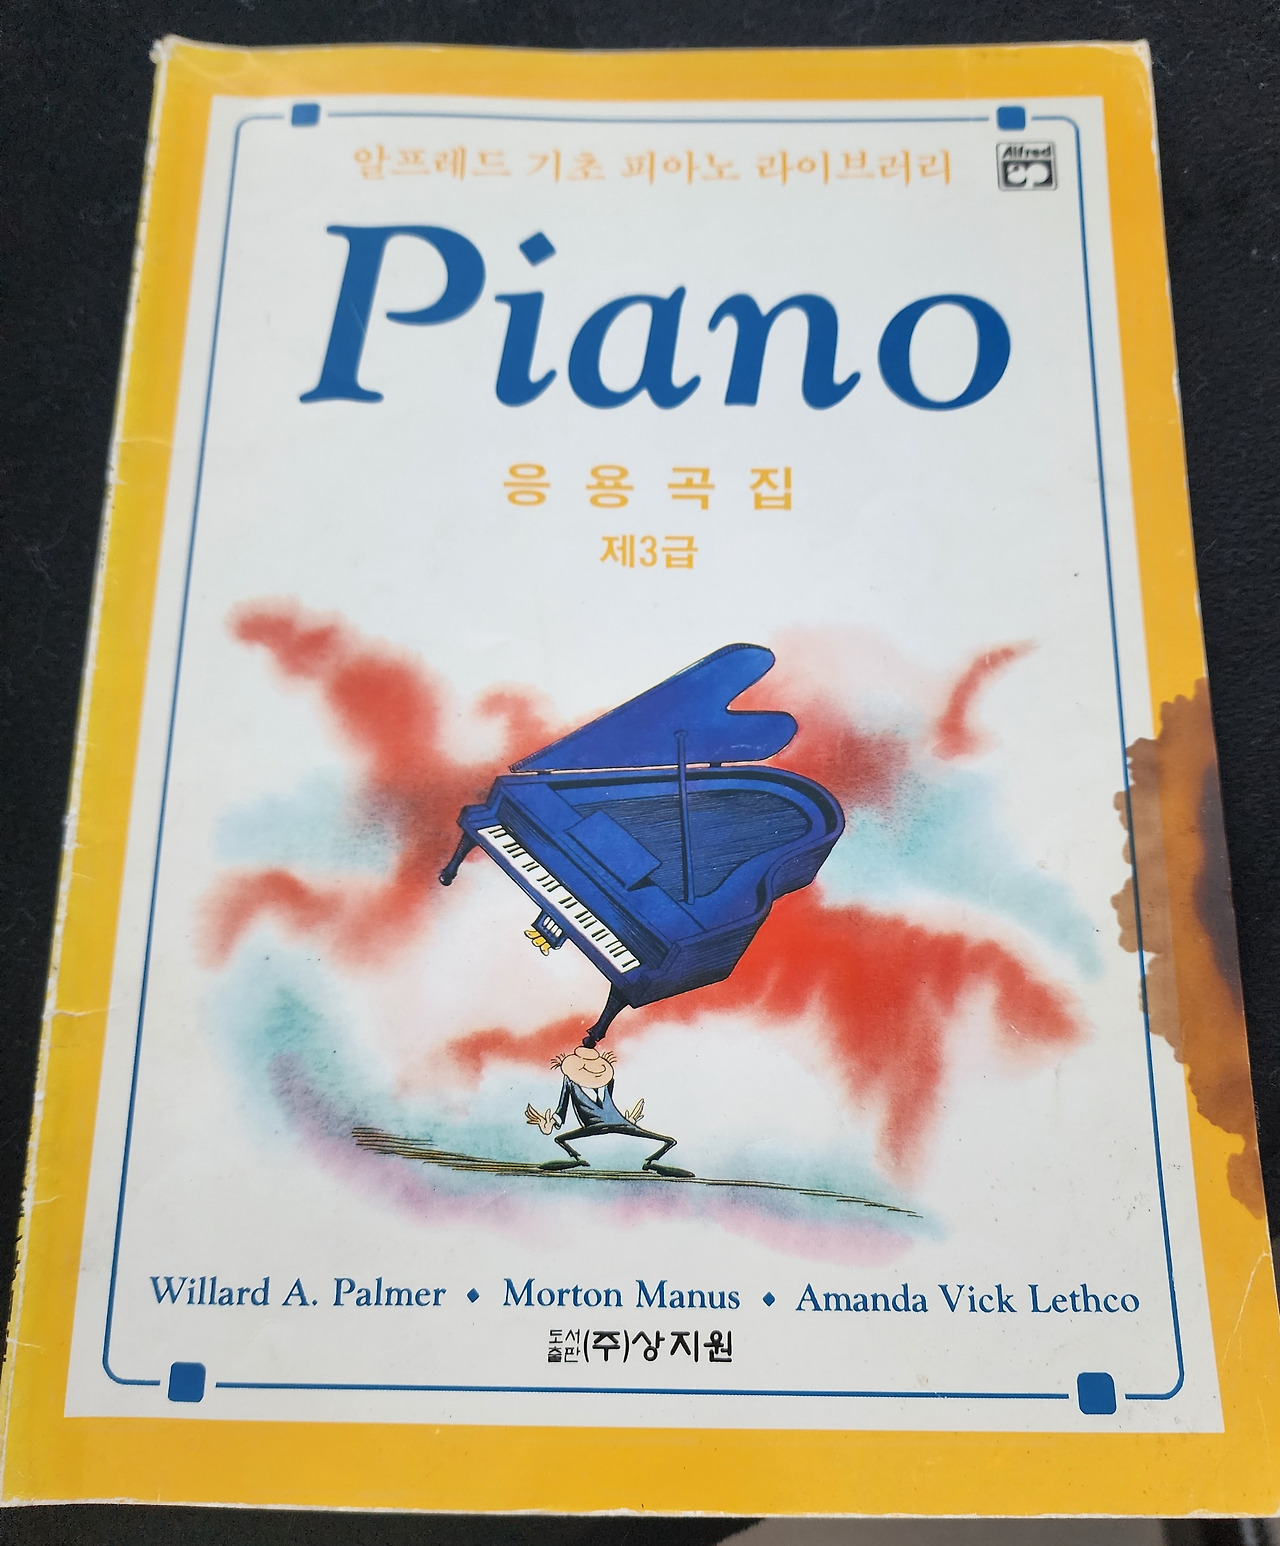 알프레드 기초 피아노 라이브러리
Alfred
Piano
응용곡집
제3급
Willard A. Palmer • Morton Manus • Amanda Vick Lethco
도서출판 (주)상지원